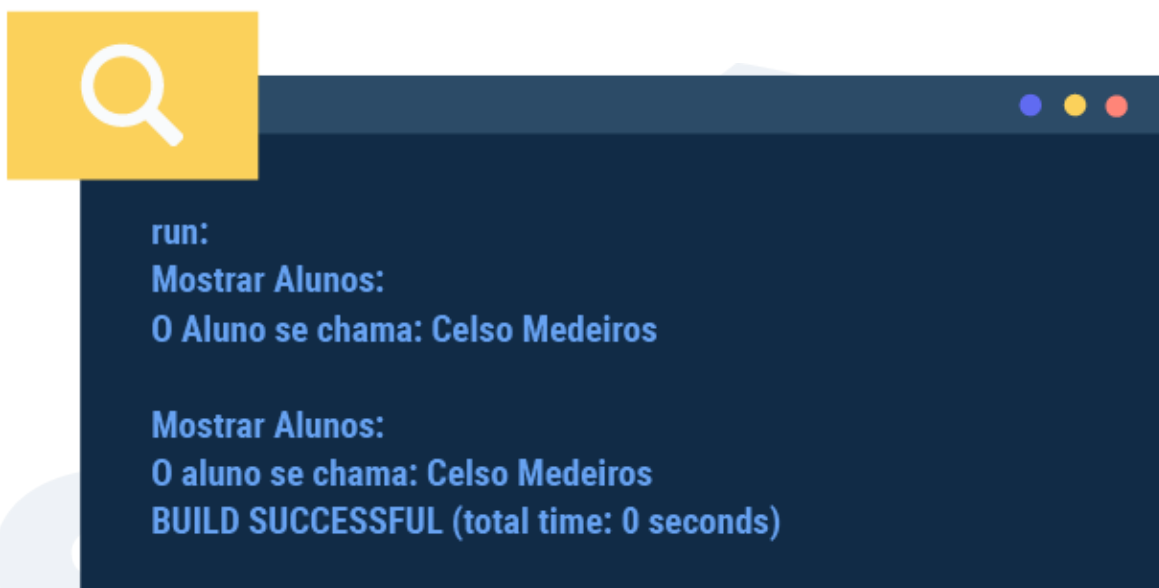 run:
Mostrar Alunos:
O Aluno se chama: Celso Medeiros
Mostrar Alunos:
O aluno se chama: Celso Medeiros
BUILD SUCCESSFUL (total time: 0 seconds)